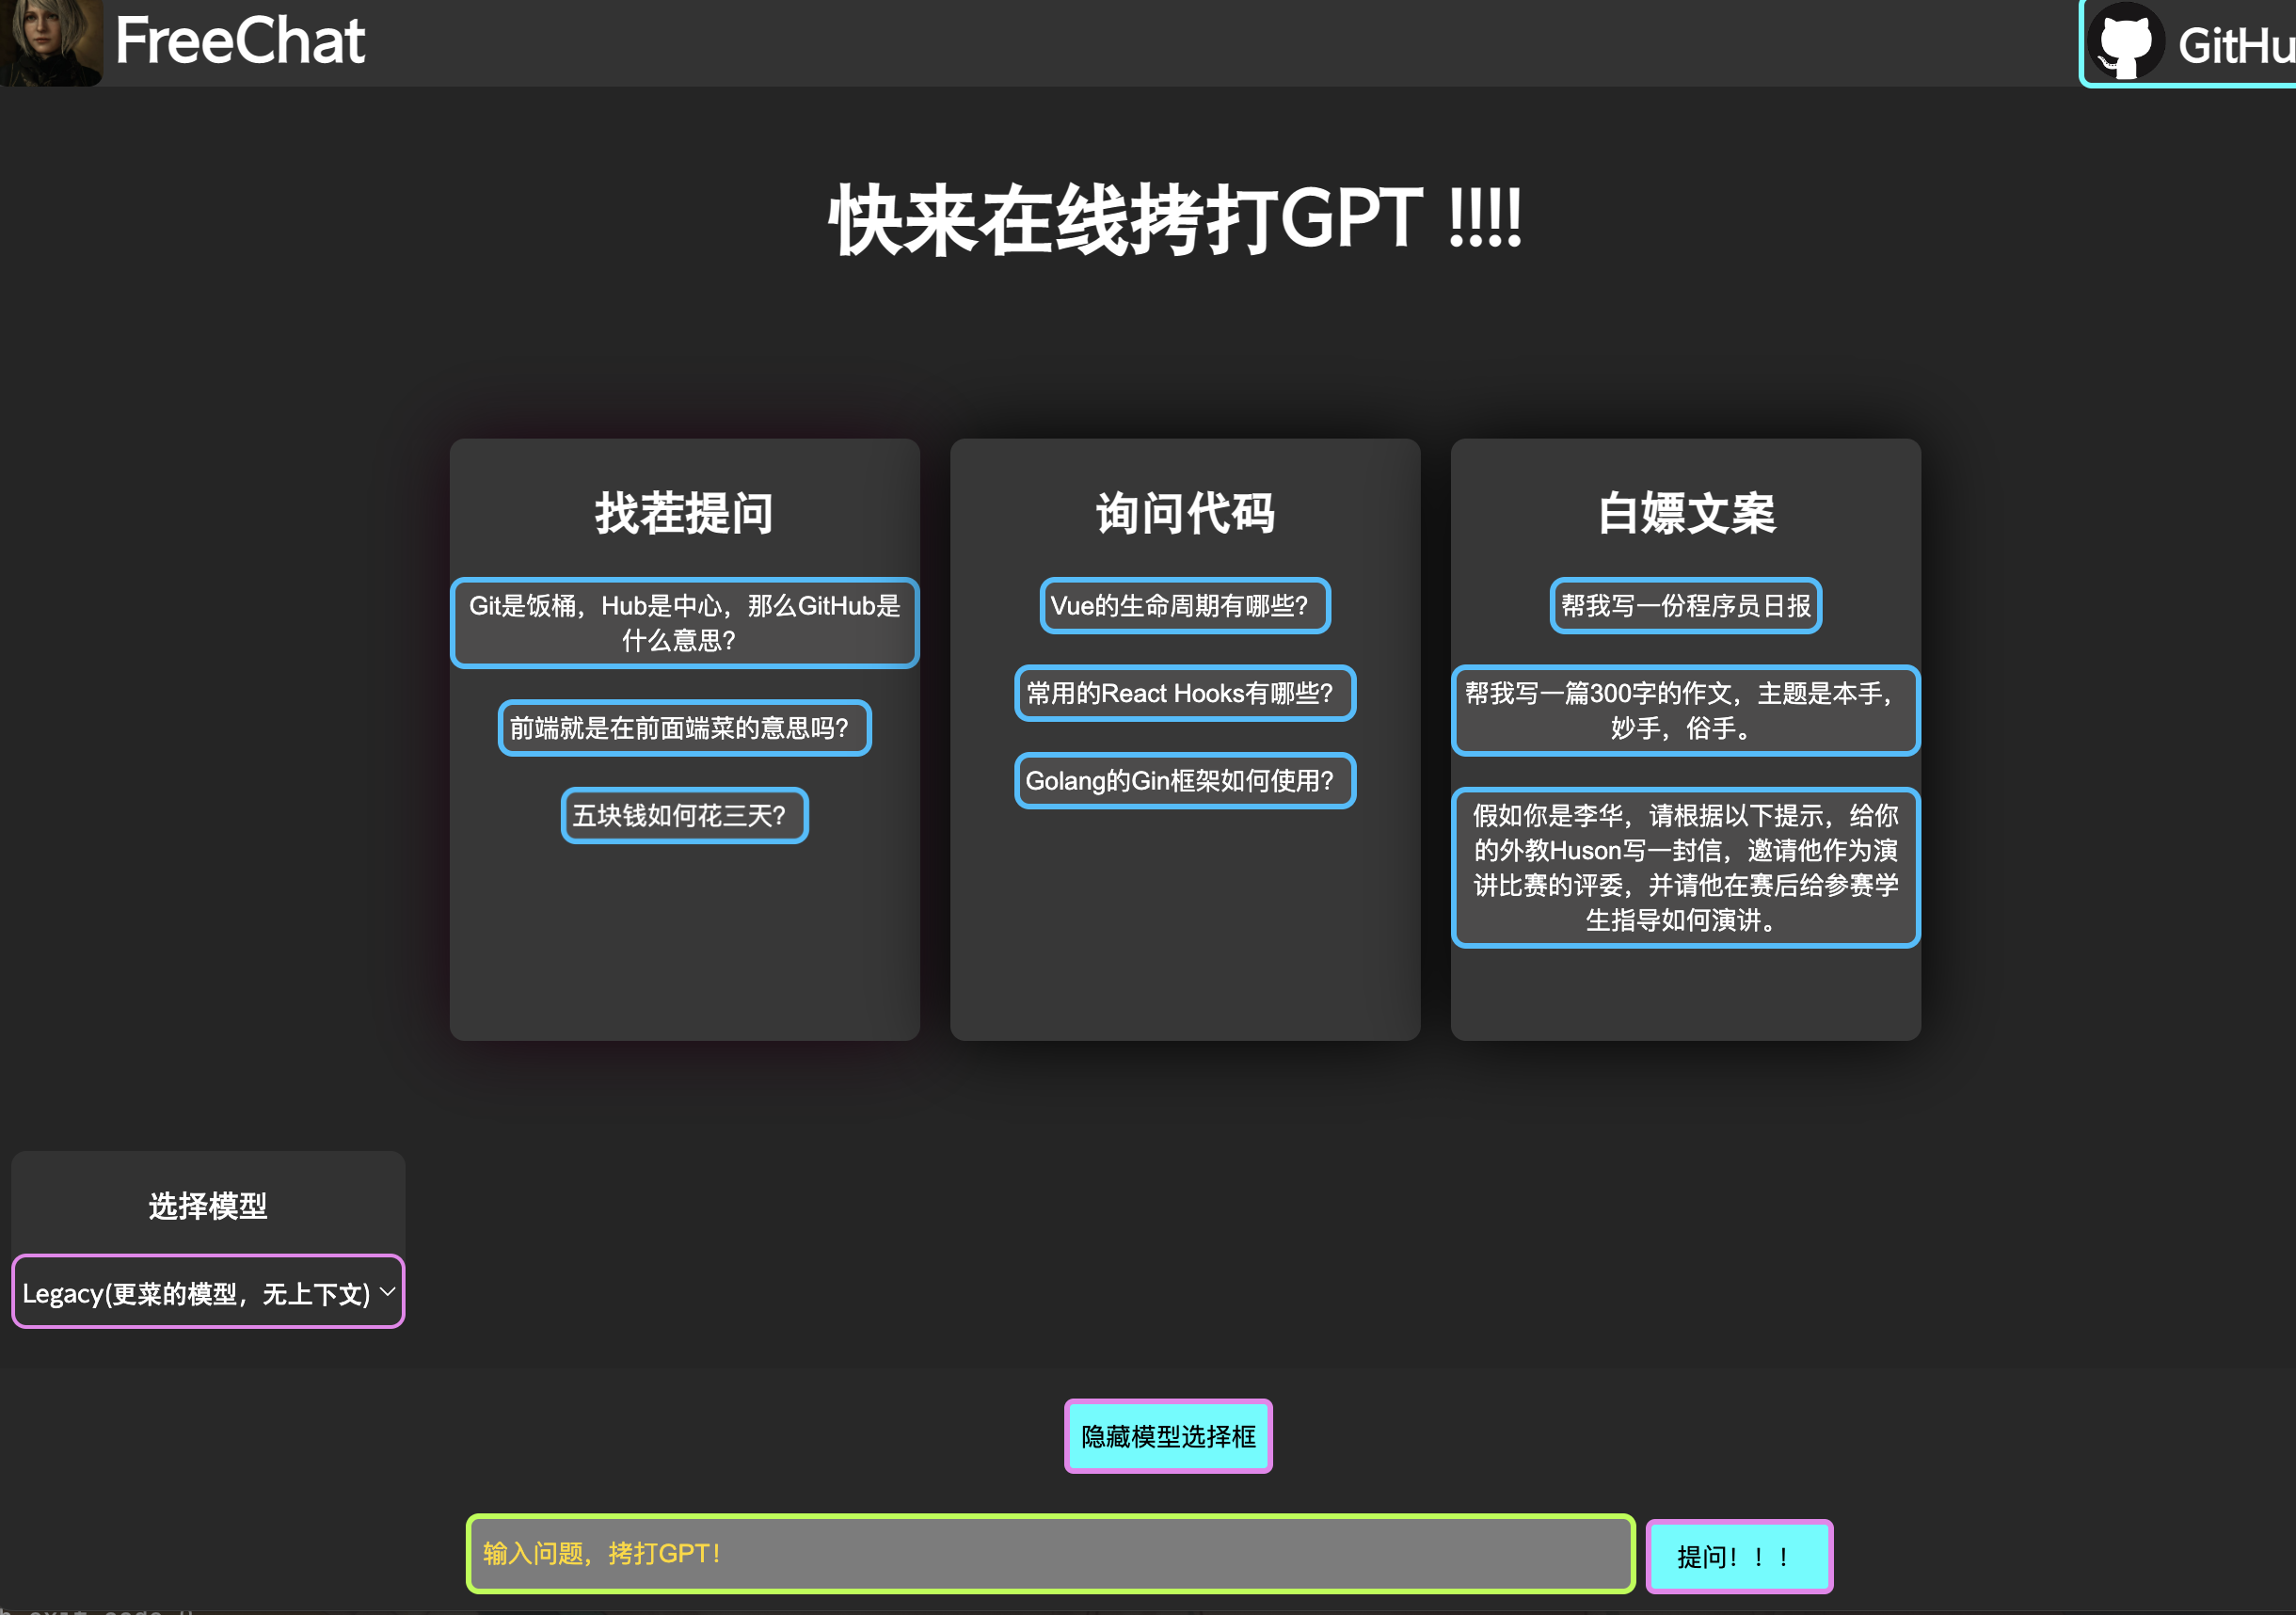 FreeChat
GitHu
快来在线拷打GPT !!!!
找茬提问
Git是饭桶，Hub是中心，那么GitHub是
什么意思？
前端就是在前面端菜的意思吗？
五块钱如何花三天？
询问代码
Vue的生命周期有哪些？
常用的React Hooks有哪些？
Golang的Gin框架如何使用？
白嫖文案
帮我写一份程序员日报
帮我写一篇300字的作文，主题是本手，
妙手，俗手。
假如你是李华，请根据以下提示，给你
的外教Huson写一封信，邀请他作为演
讲比赛的评委，并请他在赛后给参赛学
生指导如何演讲。
选择模型
Legacy(更菜的模型，无上下文)
隐藏模型选择框
输入问题，拷打GPT！
提问！！！